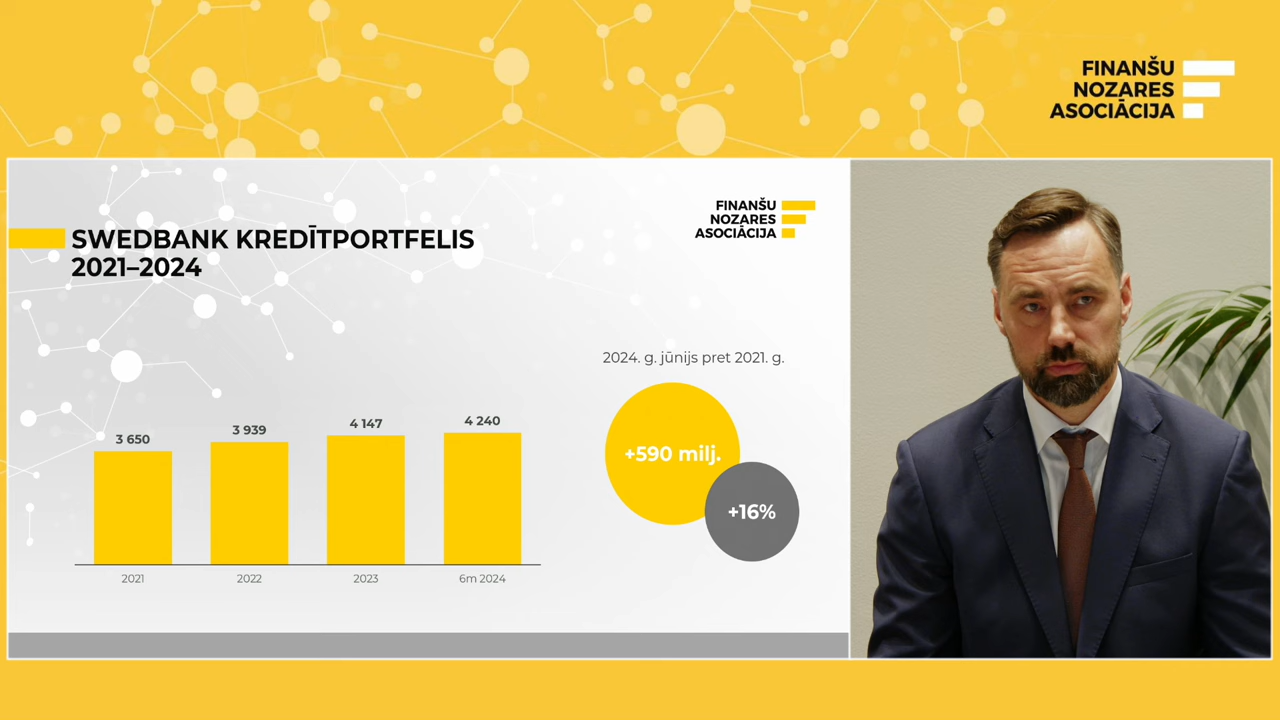 FINANŠU
NOZARES
ASOCIĀCIJA
FINANŠU
NOZARES
ASOCIĀCIJA
SWEDBANK KREDĪTPORTFELIS
2021–2024
2024. g. jūnijs pret 2021. g.
+590 milj.
+16%
3 650
3 939
4 147
4 240
2021
2022
2023
6m 2024